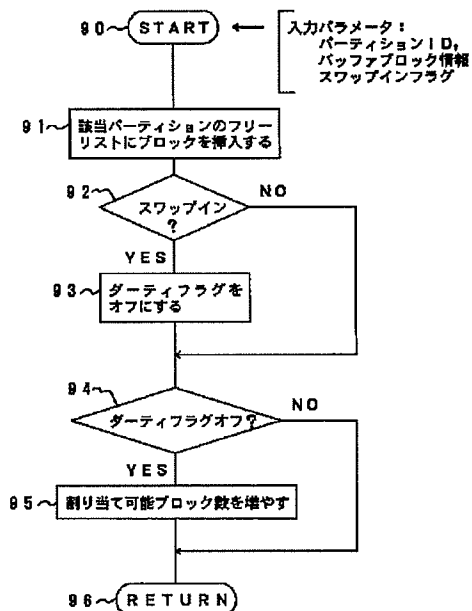 90 START
入力パラメータ：
パーティションＩＤ，
バッファブロック情報
スワップインフラグ
91 該当パーティションのフリー
リストにブロックを挿入する
92 スワップイン
？
NO
YES
93 ダーティフラグを
オフにする
94 ダーティフラグオフ？
NO
YES
95 割り当て可能ブロック数を増やす
96 RETURN